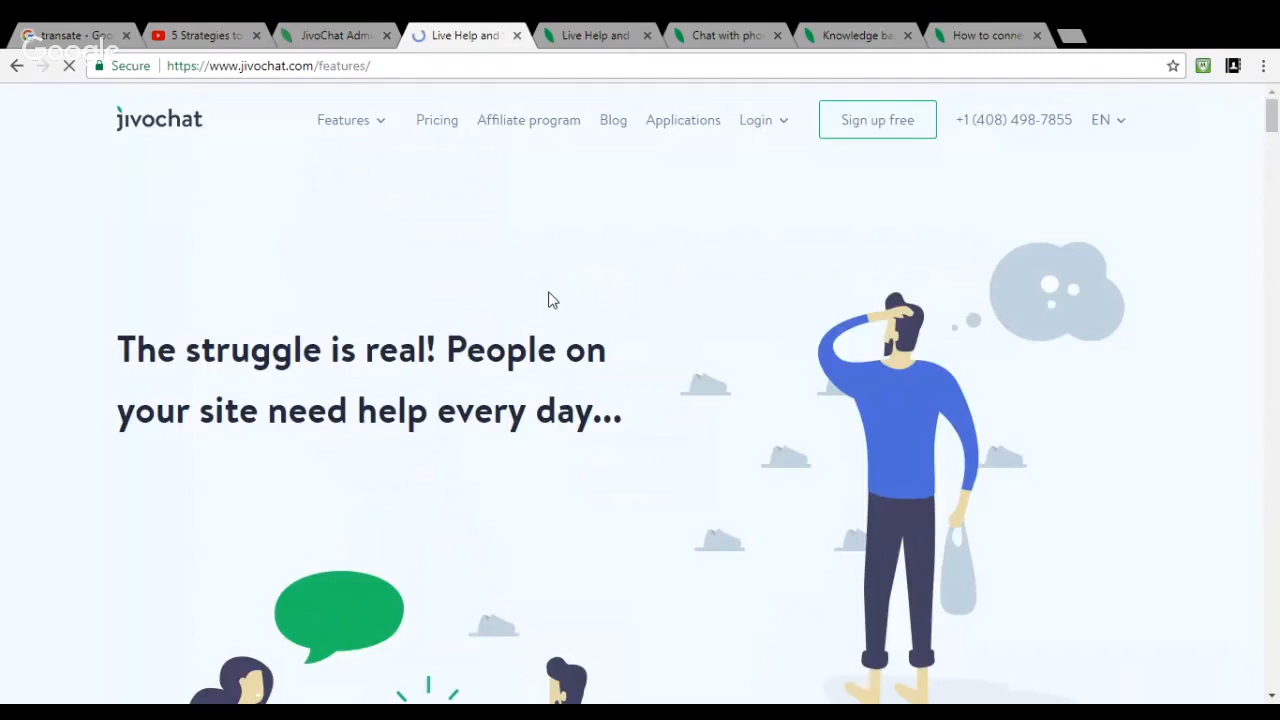 transate - Goo
5 Strategies to
JivoChat Adm
Live Help and
Live Help and
Chat with pho
Knowledge ba
How to conne
Google
Secure
https://www.jivochat.com/features/
jivochat
Features
Pricing
Affiliate program
Blog
Applications
Login
Sign up free
+1 (408) 498-7855
EN
The struggle is real! People on
your site need help every day...